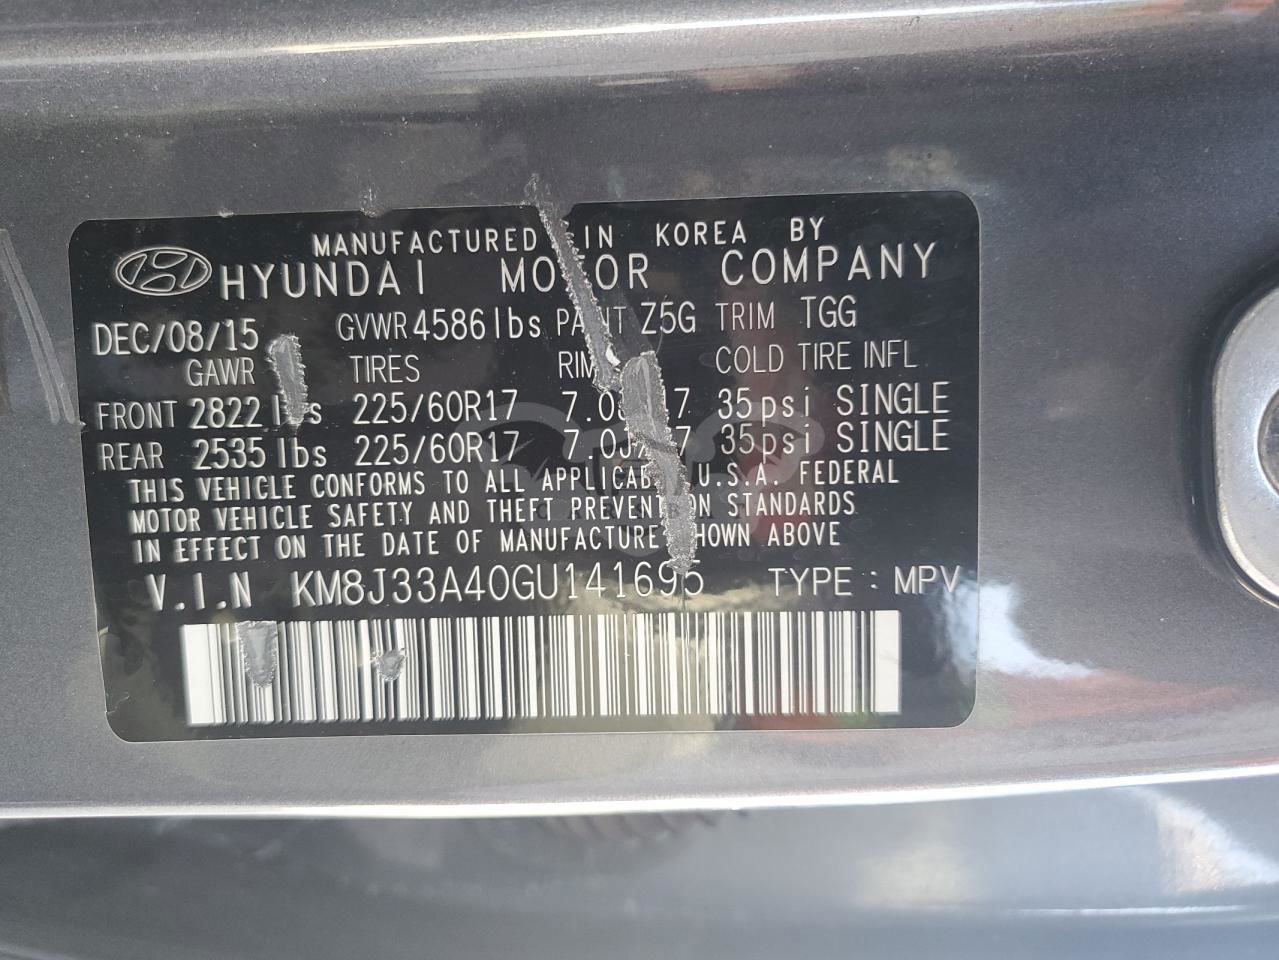 MANUFACTURED IN KOREA BY
HYUNDAI MOTOR COMPANY
DEC/08/15 GVWR 4586 lbs PAINT Z5G TRIM TGG
GAWR TIRES COLD TIRE INFL
FRONT 2822 lbs 225/60R17 35psi SINGLE
REAR 2535 lbs 225/60R17 35psi SINGLE
THIS VEHICLE CONFORMS TO ALL U.S.A. FEDERAL
MOTOR VEHICLE SAFETY AND THEFT PREVENTION STANDARDS
IN EFFECT ON THE DATE OF MANUFACTURE SHOWN ABOVE
V.I.N KM8J33A40GU141695 TYPE : MPV